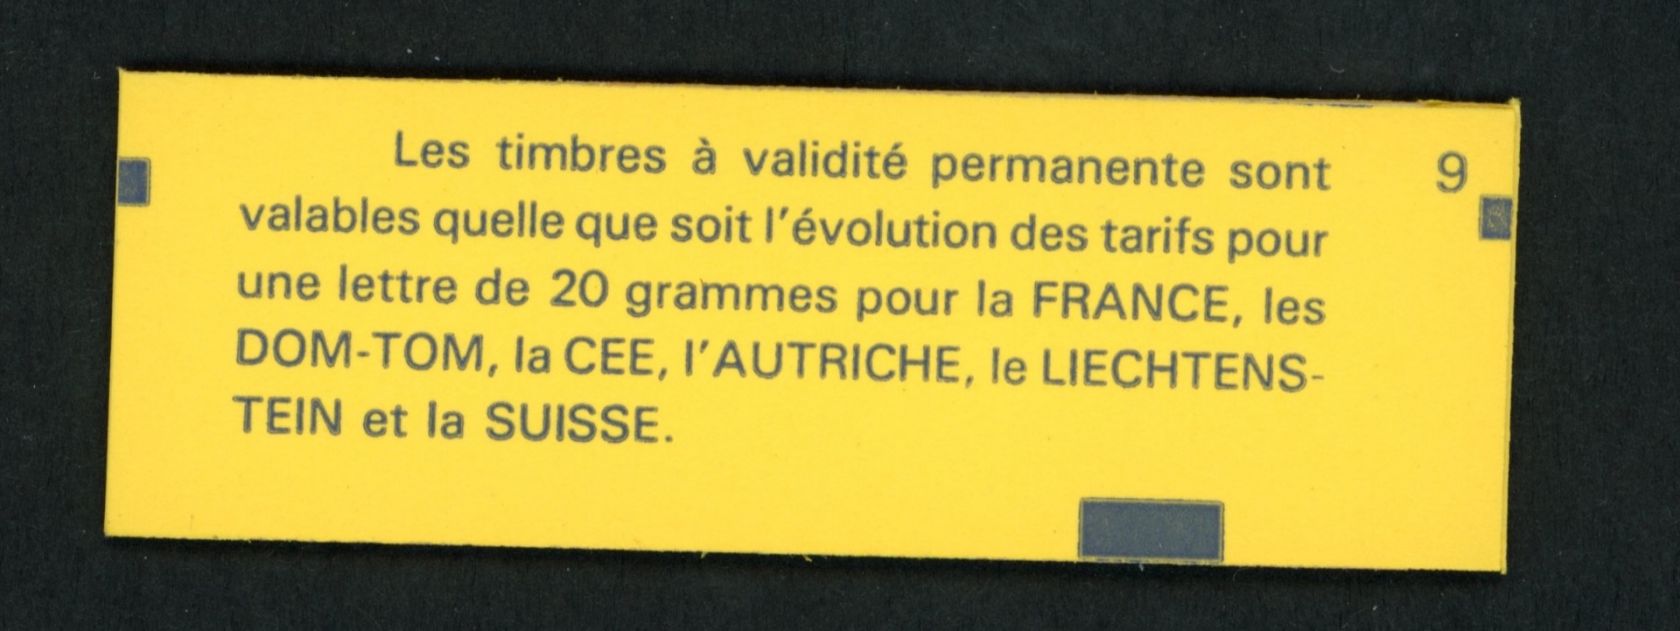 Les timbres à validité permanente sont 9
valables quelle que soit l'évolution des tarifs pour
une lettre de 20 grammes pour la FRANCE, les
DOM-TOM, la CEE, l'AUTRICHE, le LIECHTENS-
TEIN et la SUISSE.